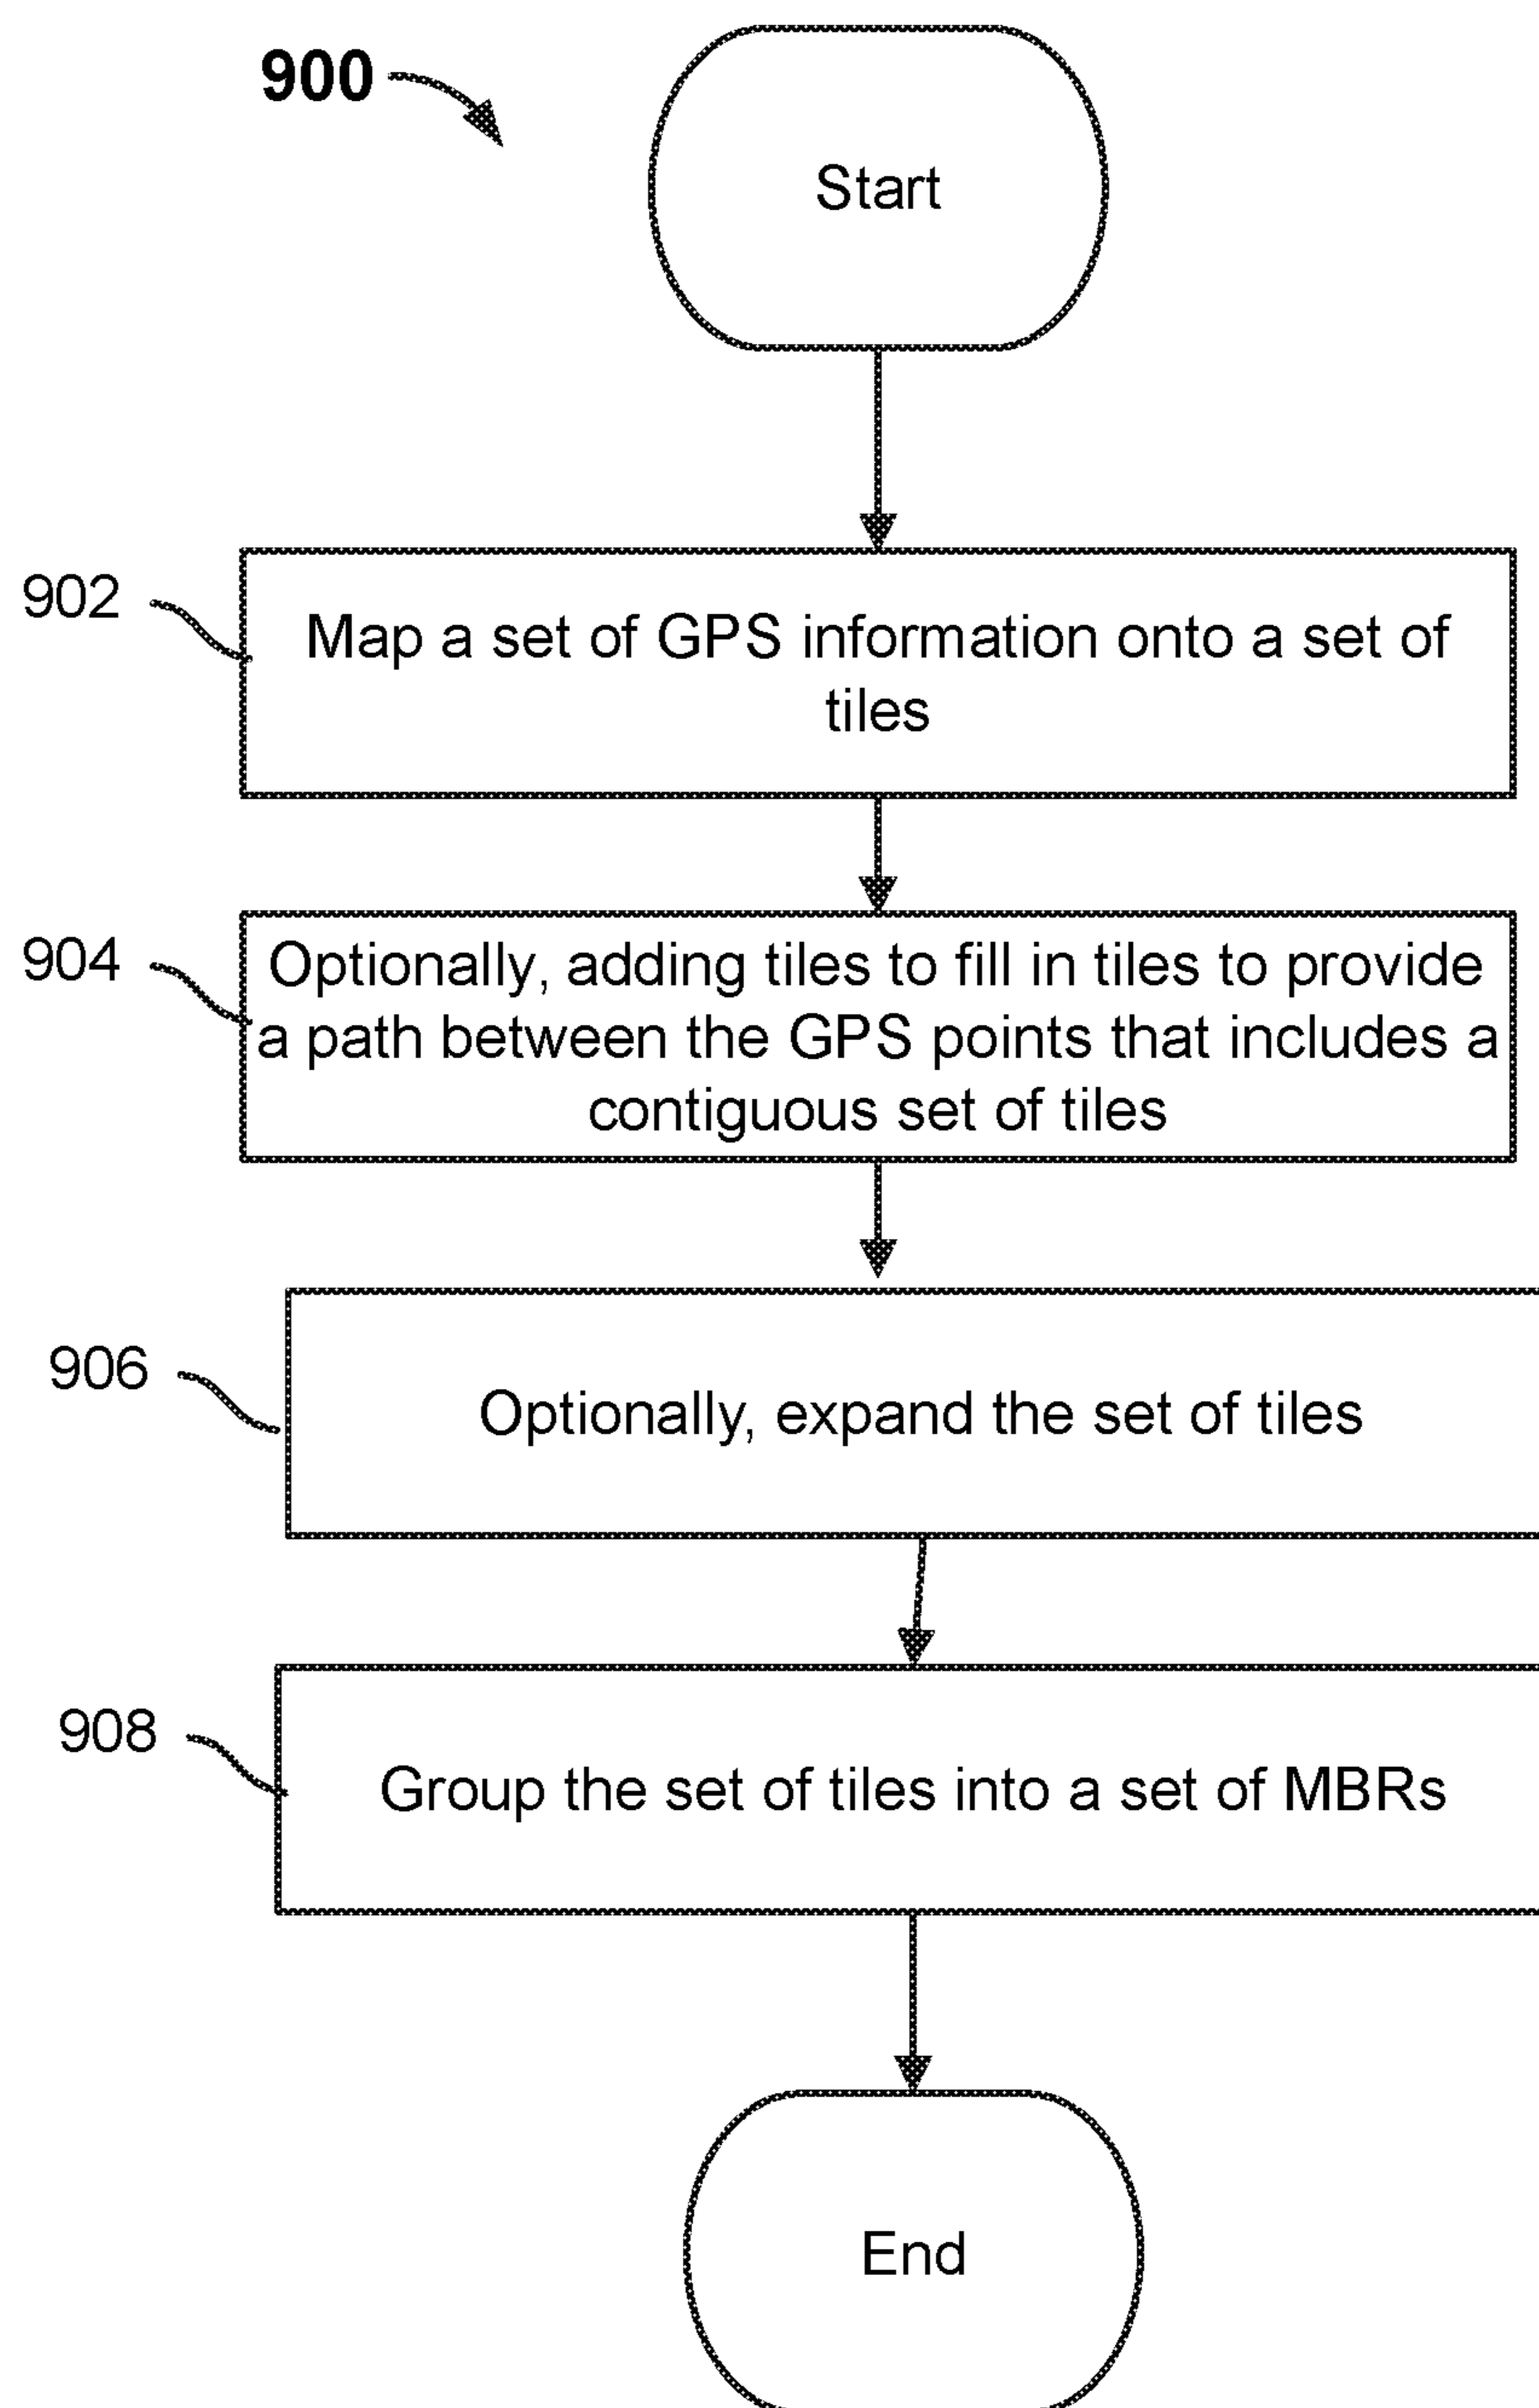 900
Start
902
Map a set of GPS information onto a set of
tiles
904
Optionally, adding tiles to fill in tiles to provide
a path between the GPS points that includes a
contiguous set of tiles
906
Optionally, expand the set of tiles
908
Group the set of tiles into a set of MBRs
End